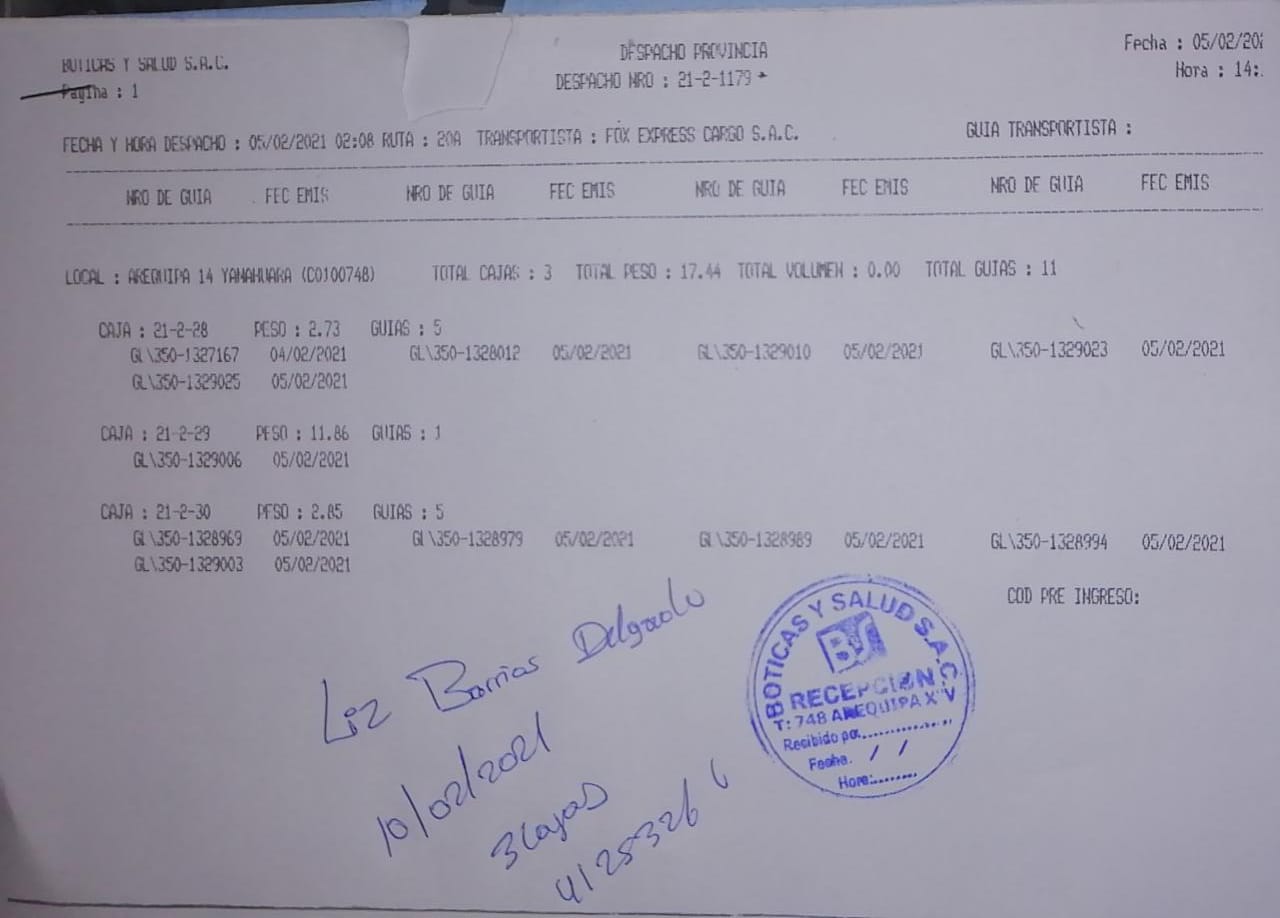 BOTICAS Y SALUD S.A.C.
Pagina : 1
DESPACHO PROVINCIA
DESPACHO NRO : 21-2-1179
Fecha : 05/02/202
Hora : 14:
FECHA Y HORA DESPACHO : 05/02/2021 02:08 RUTA : 20A TRANSPORTISTA : FOX EXPRESS CARGO S.A.C. GUIA TRANSPORTISTA :
NRO DE GUIA FEC EMIS NRO DE GUIA FEC EMIS NRO DE GUIA FEC EMIS NRO DE GUIA FEC EMIS
LOCAL : AREQUIPA 14 YANAHUARA (C0100748) TOTAL CAJAS : 3 TOTAL PESO : 17.44 TOTAL VOLUMEN : 0.00 TOTAL GUIAS : 11
CAJA : 21-2-28 PESO : 2.73 GUIAS : 5
GL\350-1327167 04/02/2021 GL\350-1328012 05/02/2021 GL\350-1329010 05/02/2021 GL\350-1329023 05/02/2021
GL\350-1329025 05/02/2021
CAJA : 21-2-29 PESO : 11.86 GUIAS : 1
GL\350-1329006 05/02/2021
CAJA : 21-2-30 PESO : 2.85 GUIAS : 5
GL\350-1328969 05/02/2021 GL\350-1328979 05/02/2021 GL\350-1328989 05/02/2021 GL\350-1328994 05/02/2021
GL\350-1329003 05/02/2021
COD PRE INGRESO:
Liz Barrios Delgado
10/02/2021
3 Cajas
41283266
BOTICAS Y SALUD S.A.C.
BS
RECEPCIÓN
T: 748 AREQUIPA XIV
Recibido por:
Fecha. / /
Hora: